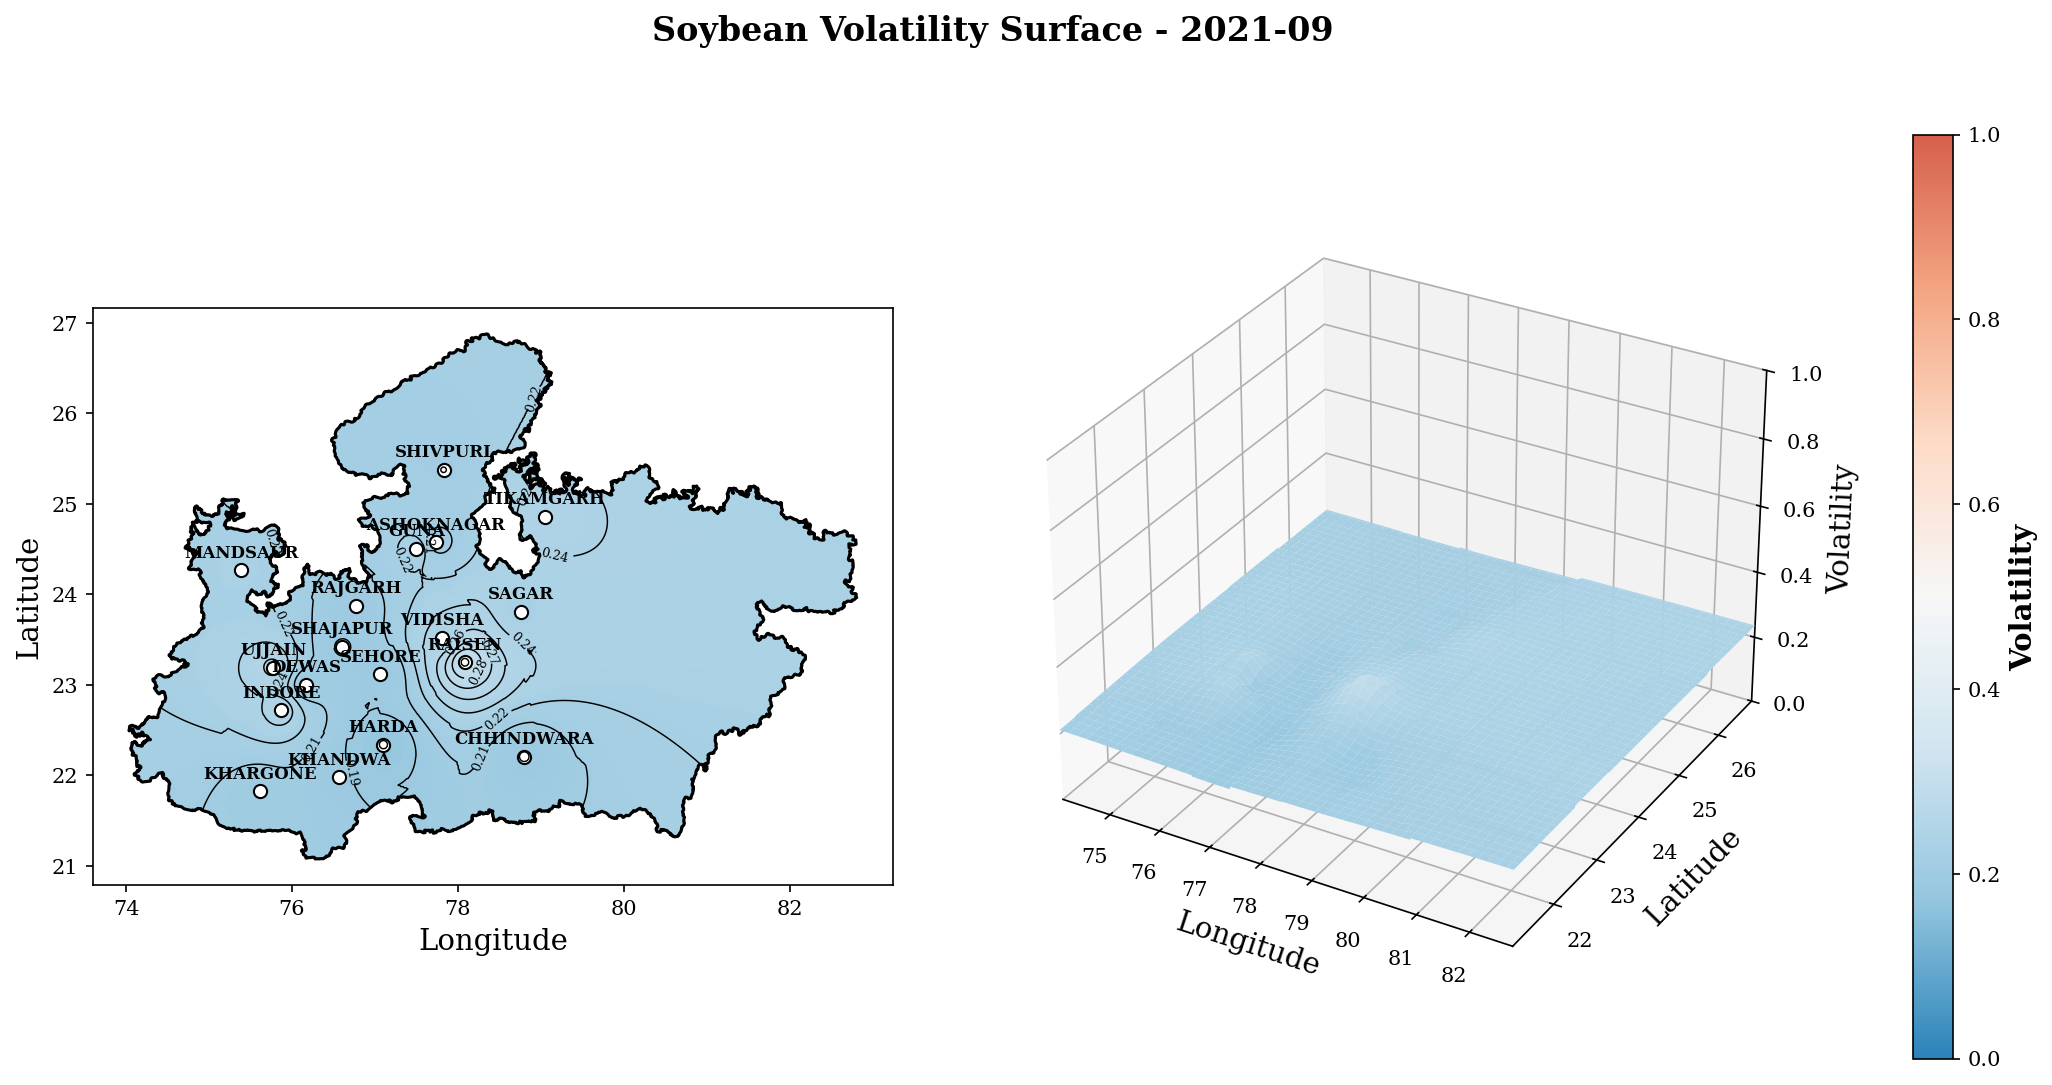 Soybean Volatility Surface - 2021-09
27
26
25
24
23
22
21
Latitude
74
76
78
80
82
Longitude
SHIVPURI
TIKAMGARH
ASHOKNAGAR
GUNA
MANDSAUR
RAJGARH
SAGAR
VIDISHA
SHAJAPUR
RAISEN
UJJAIN
SEHORE
DEWAS
INDORE
HARDA
CHHINDWARA
KHANDWA
KHARGONE
0.22
0.24
0.22
0.22
0.24
0.27
0.28
0.24
0.22
0.21
0.21
0.19
1.0
0.8
0.6
0.4
0.2
0.0
Volatility
75
76
77
78
79
80
81
82
Longitude
22
23
24
25
26
Latitude
1.0
0.8
0.6
0.4
0.2
0.0
Volatility